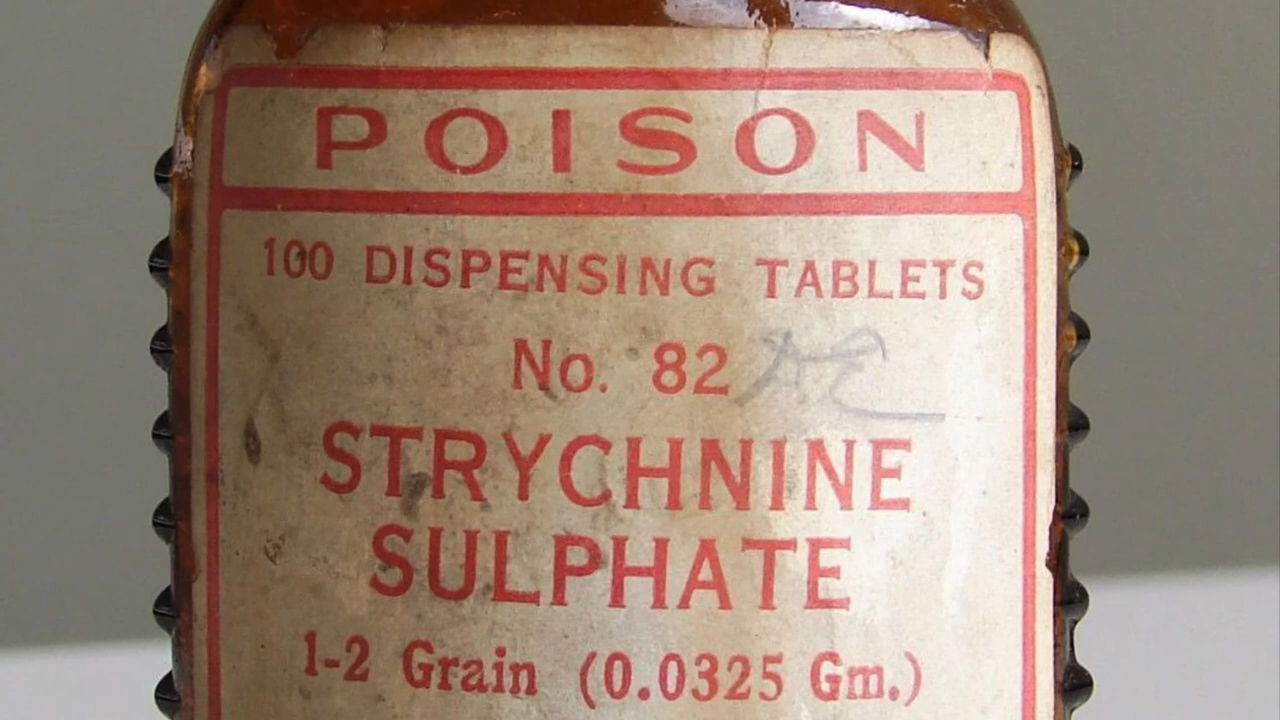 POISON
100 DISPENSING TABLETS
No. 82
STRYCHNINE
SULPHATE
1-2 Grain (0.0325 Gm.)